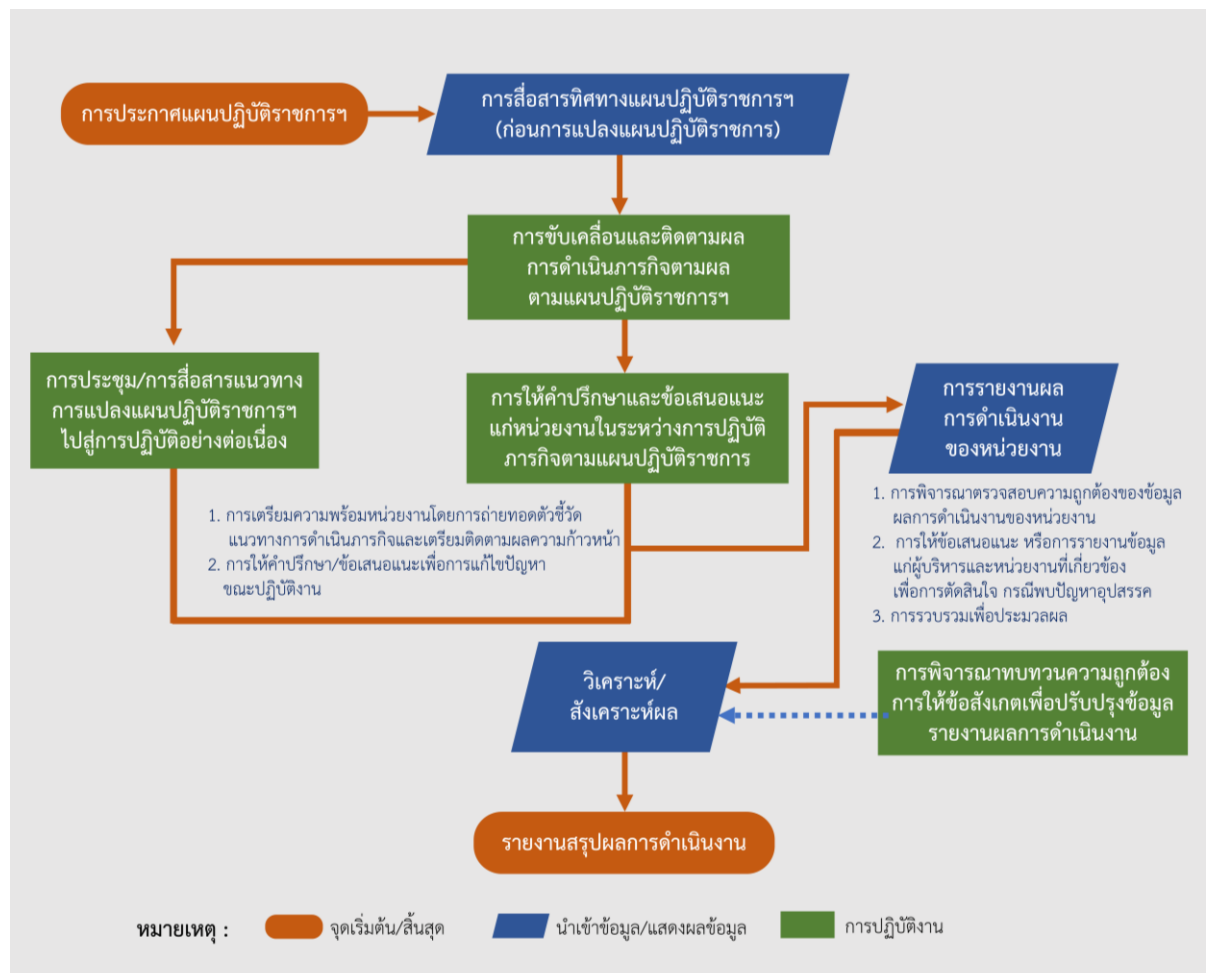 การประกาศแผนปฏิบัติราชการฯ
การสื่อสารทิศทางแผนปฏิบัติราชการฯ
(ก่อนการแปลงแผนปฏิบัติราชการ)
การขับเคลื่อนและติดตามผล
การดำเนินภารกิจตามผล
ตามแผนปฏิบัติราชการฯ
การประชุม/การสื่อสารแนวทาง
การแปลงแผนปฏิบัติราชการฯ
ไปสู่การปฏิบัติอย่างต่อเนื่อง
การให้คำปรึกษาและข้อเสนอแนะ
แก่หน่วยงานในระหว่างการปฏิบัติ
ภารกิจตามแผนปฏิบัติราชการ
การรายงานผล
การดำเนินงาน
ของหน่วยงาน
1. การเตรียมความพร้อมหน่วยงานโดยการถ่ายทอดตัวชี้วัด
แนวทางการดำเนินภารกิจและเตรียมติดตามผลความก้าวหน้า
2. การให้คำปรึกษา/ข้อเสนอแนะเพื่อการแก้ไขปัญหา
ขณะปฏิบัติงาน
1. การพิจารณาตรวจสอบความถูกต้องของข้อมูล
ผลการดำเนินงานของหน่วยงาน
2. การให้ข้อเสนอแนะ หรือการรายงานข้อมูล
แก่ผู้บริหารและหน่วยงานที่เกี่ยวข้อง
เพื่อการตัดสินใจ กรณีพบปัญหาอุปสรรค
3. การรวบรวมเพื่อประมวลผล
วิเคราะห์/
สังเคราะห์ผล
การพิจารณาทบทวนความถูกต้อง
การให้ข้อสังเกตเพื่อปรับปรุงข้อมูล
รายงานผลการดำเนินงาน
รายงานสรุปผลการดำเนินงาน
หมายเหตุ : จุดเริ่มต้น/สิ้นสุด นำเข้าข้อมูล/แสดงผลข้อมูล การปฏิบัติงาน